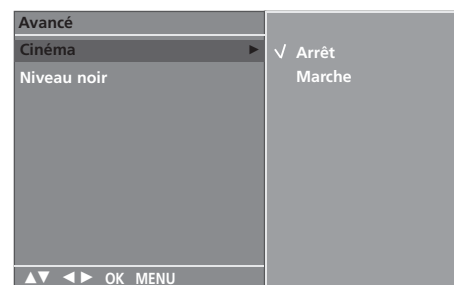 Avancé
Cinéma ►
Niveau noir
√ Arrêt
Marche
▲▼ ◄► OK MENU